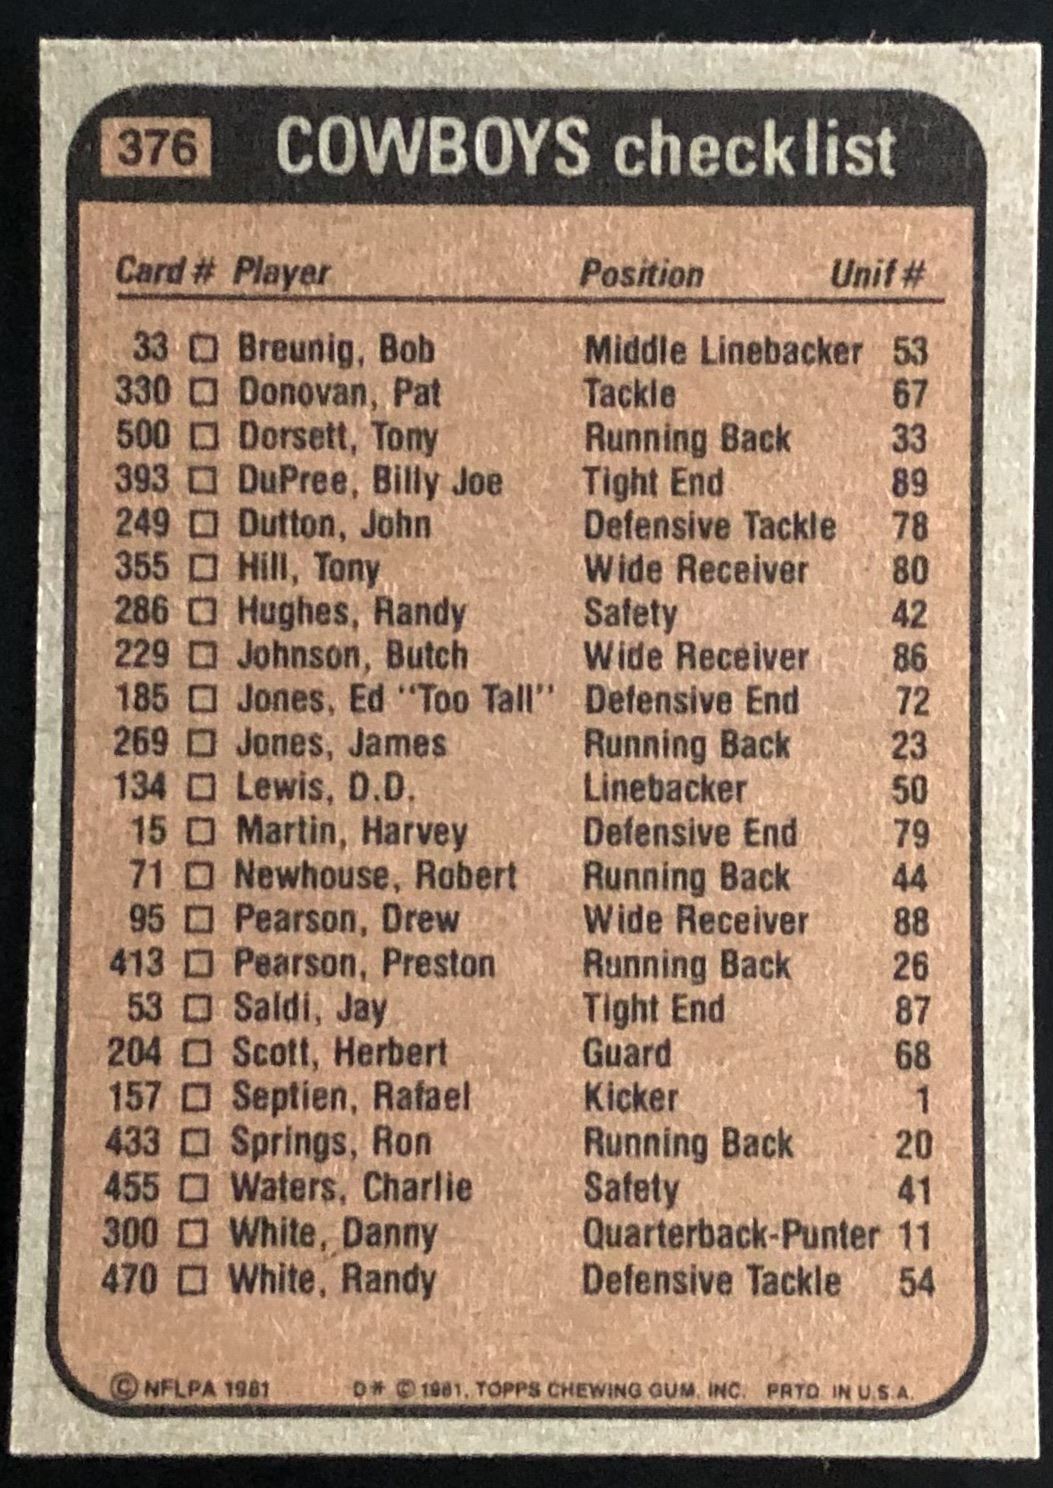 376 COWBOYS checklist
Card # Player Position Unif #
33 □ Breunig, Bob Middle Linebacker 53
330 □ Donovan, Pat Tackle 67
500 □ Dorsett, Tony Running Back 33
393 □ DuPree, Billy Joe Tight End 89
249 □ Dutton, John Defensive Tackle 78
355 □ Hill, Tony Wide Receiver 80
286 □ Hughes, Randy Safety 42
229 □ Johnson, Butch Wide Receiver 86
185 □ Jones, Ed "Too Tall" Defensive End 72
269 □ Jones, James Running Back 23
134 □ Lewis, D.D. Linebacker 50
15 □ Martin, Harvey Defensive End 79
71 □ Newhouse, Robert Running Back 44
95 □ Pearson, Drew Wide Receiver 88
413 □ Pearson, Preston Running Back 26
53 □ Saldi, Jay Tight End 87
204 □ Scott, Herbert Guard 68
157 □ Septien, Rafael Kicker 1
433 □ Springs, Ron Running Back 20
455 □ Waters, Charlie Safety 41
300 □ White, Danny Quarterback-Punter 11
470 □ White, Randy Defensive Tackle 54
© NFLPA 1981 D* © 1981, TOPPS CHEWING GUM, INC. PRTD. IN U.S.A.